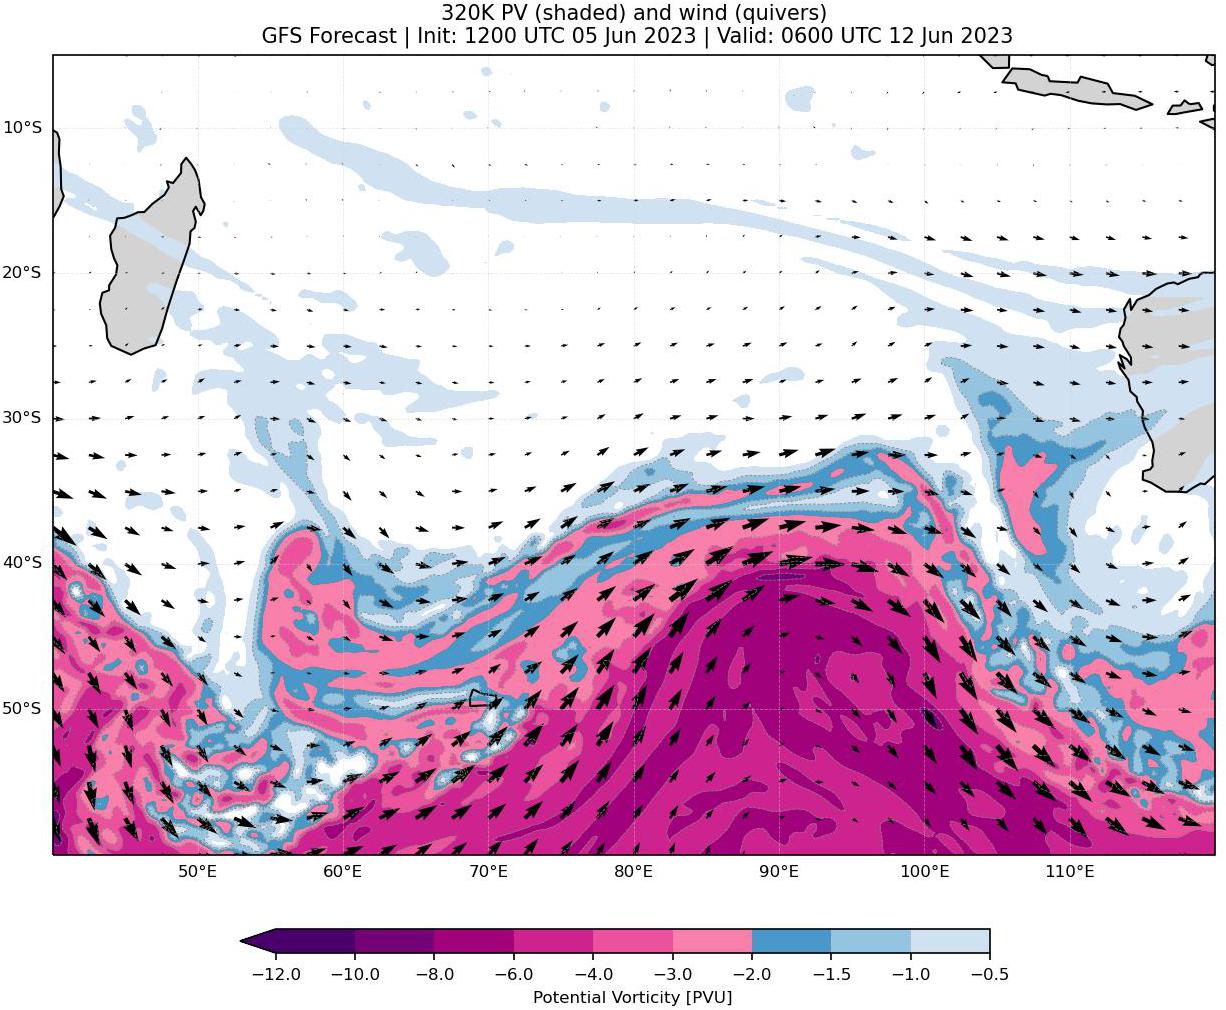 320K PV (shaded) and wind (quivers)
GFS Forecast | Init: 1200 UTC 05 Jun 2023 | Valid: 0600 UTC 12 Jun 2023
10°S
20°S
30°S
40°S
50°S
50°E 60°E 70°E 80°E 90°E 100°E 110°E
−12.0 −10.0 −8.0 −6.0 −4.0 −3.0 −2.0 −1.5 −1.0 −0.5
Potential Vorticity [PVU]